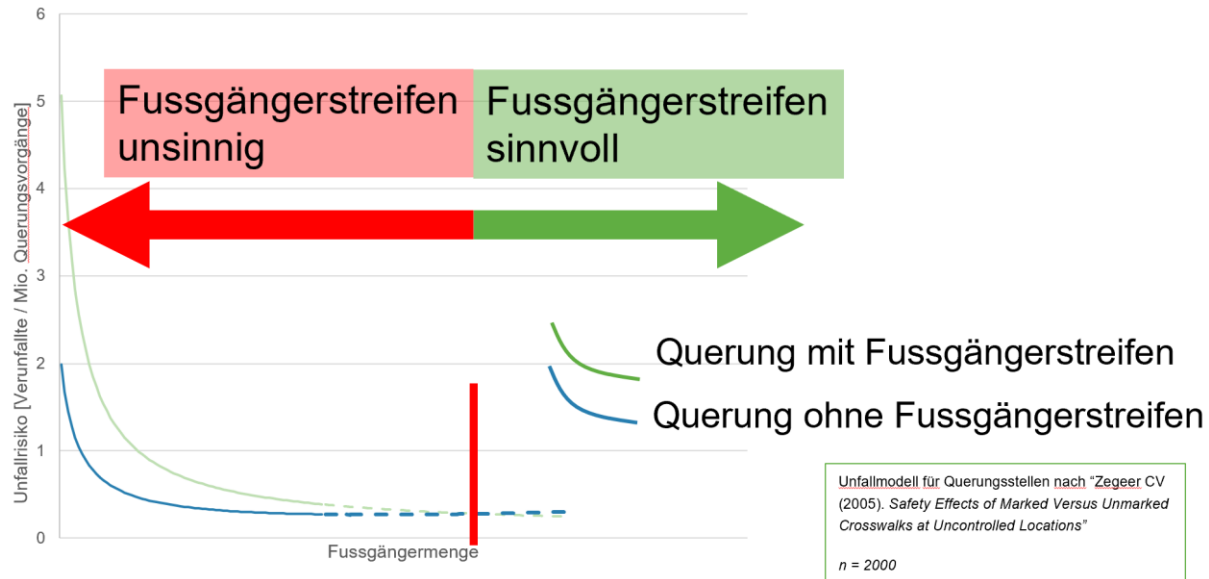 6
5
4
3
2
1
0
Unfallrisiko [Verunfallte / Mio. Querungsvorgänge]
Fussgängerstreifen
unsinnig
Fussgängerstreifen
sinnvoll
Querung mit Fussgängerstreifen
Querung ohne Fussgängerstreifen
Fussgängermenge
Unfallmodell für Querungsstellen nach “Zegeer CV
(2005). Safety Effects of Marked Versus Unmarked
Crosswalks at Uncontrolled Locations”
n = 2000